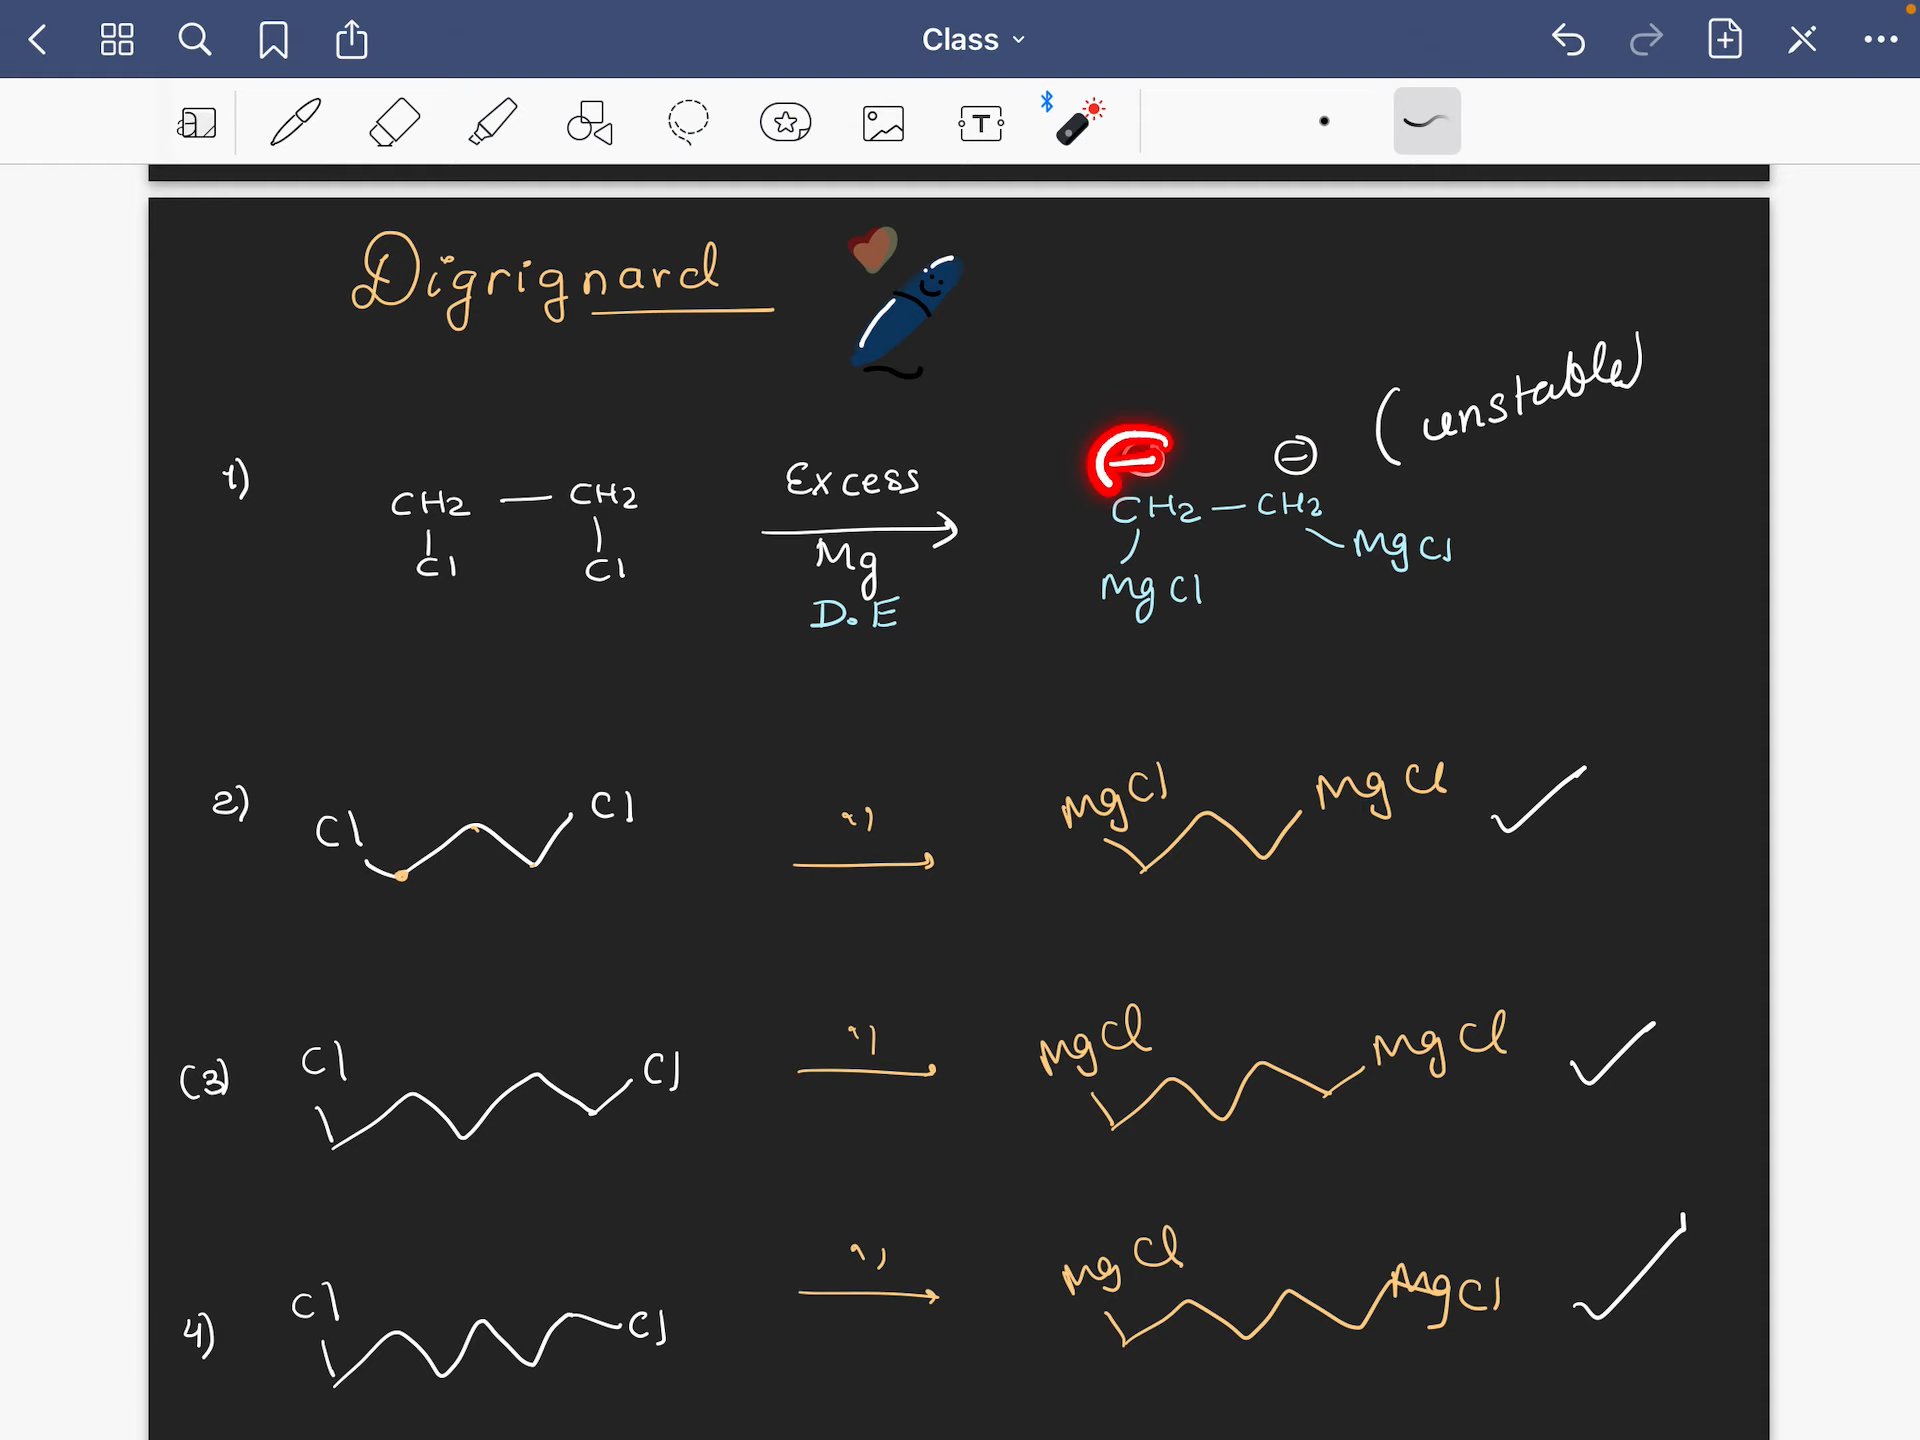 Class
Digrignard
(unstable)
1) CH2 — CH2 Excess ⊖ CH2 — CH2 ⊖
Cl Cl Mg MgCl MgCl
D.E
2) Cl Cl ,, MgCl MgCl ✓
(3) Cl Cl ,, MgCl MgCl ✓
4) Cl Cl ,, MgCl MgCl ✓